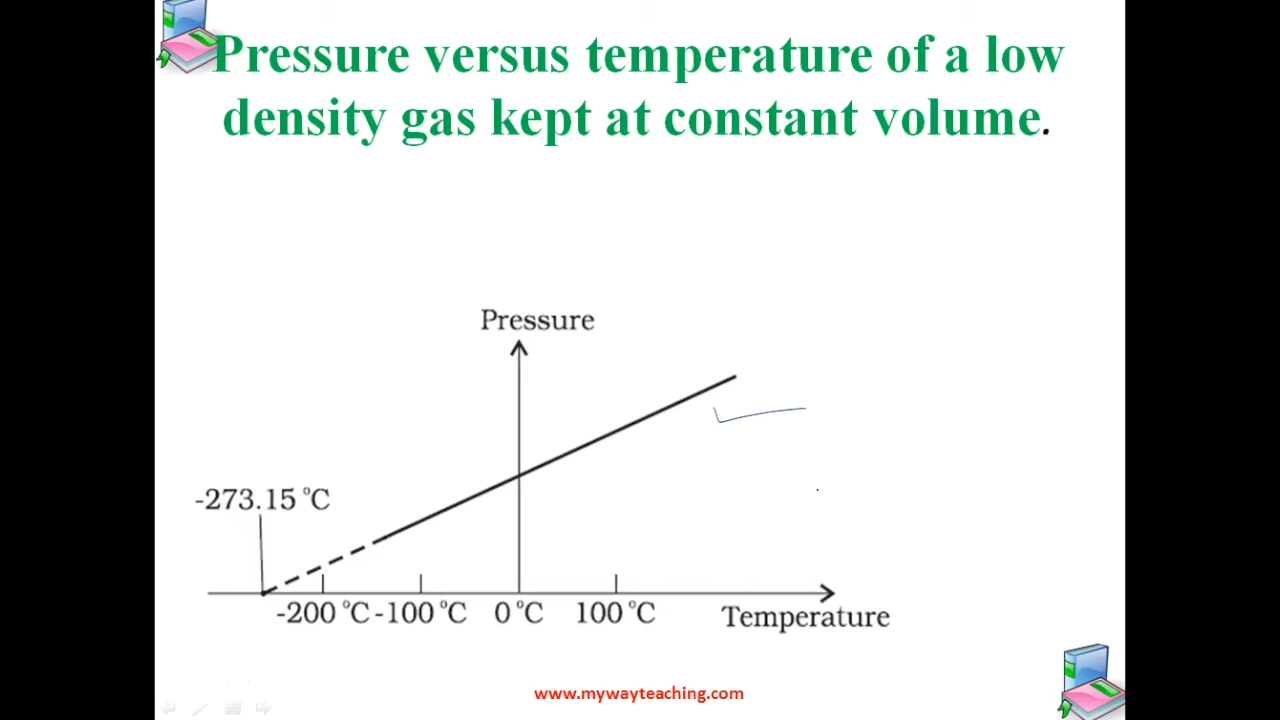 Pressure versus temperature of a low
density gas kept at constant volume.
Pressure
-273.15 °C
-200 °C -100 °C 0 °C 100 °C
Temperature
www.mywayteaching.com